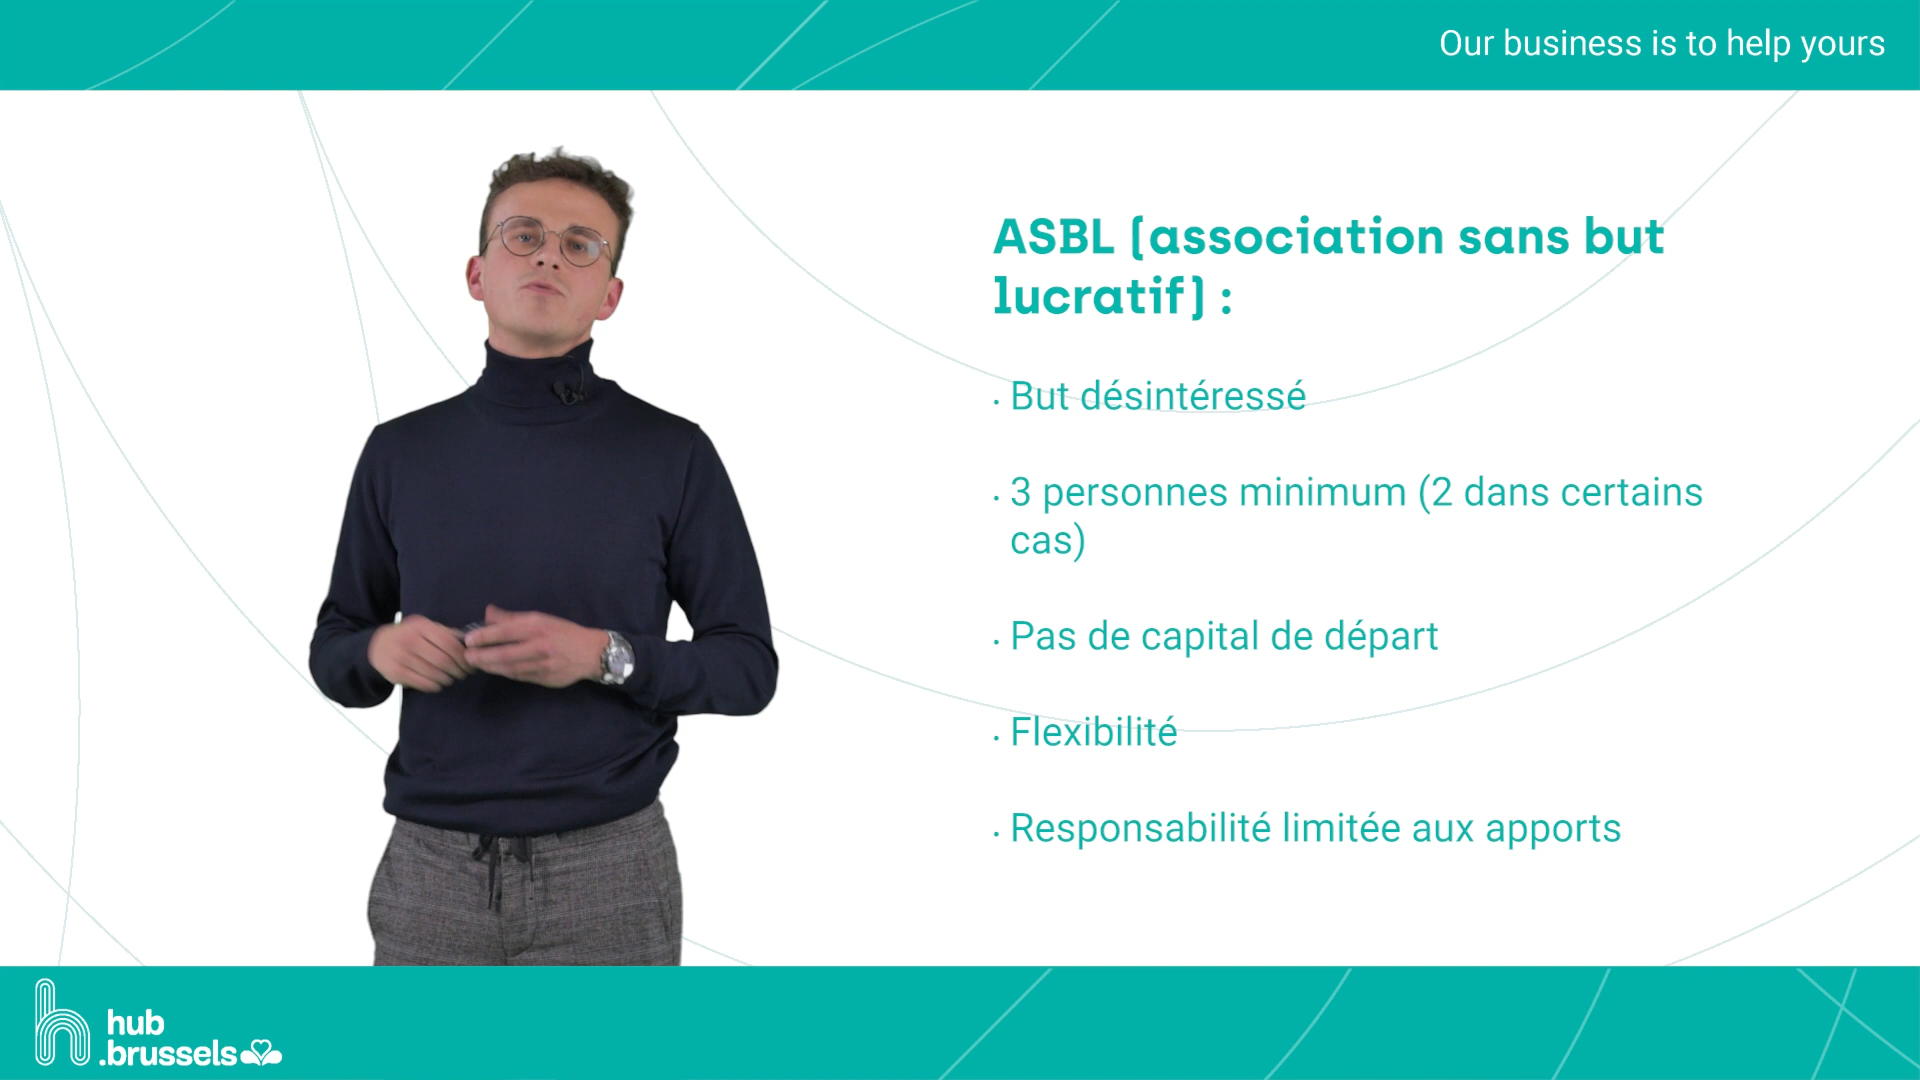 Our business is to help yours
ASBL (association sans but
lucratif) :
• But désintéressé
• 3 personnes minimum (2 dans certains
cas)
• Pas de capital de départ
• Flexibilité
• Responsabilité limitée aux apports
hub
.brussels